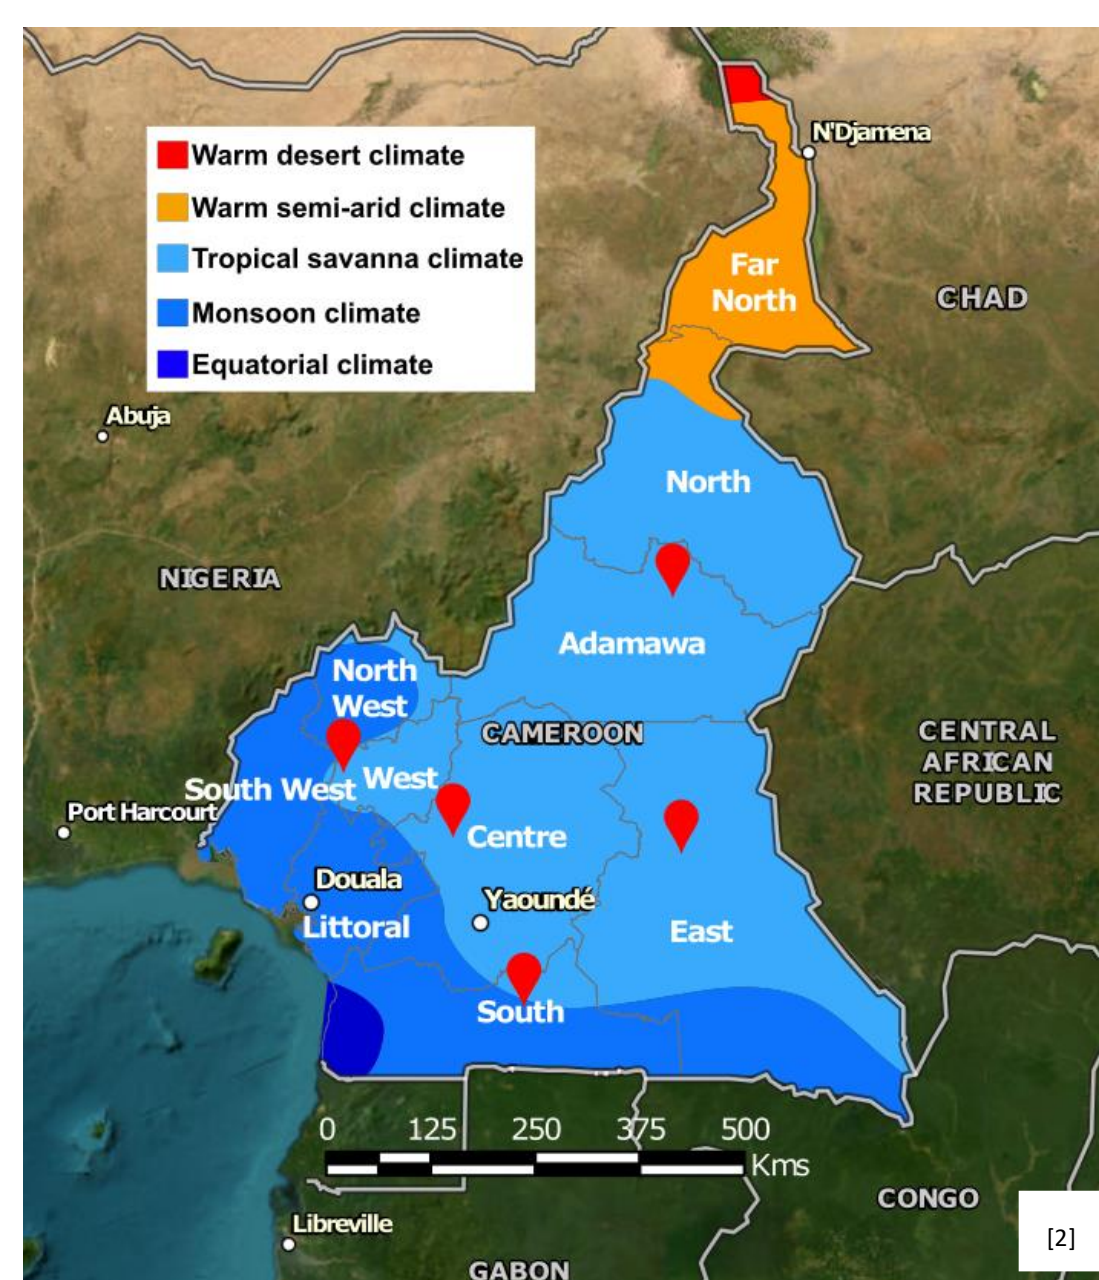 N'Djamena
Warm desert climate
Warm semi-arid climate
Tropical savanna climate
Monsoon climate
Equatorial climate
Far
North
CHAD
Abuja
North
NIGERIA
Adamawa
North
West
CAMEROON
CENTRAL
AFRICAN
REPUBLIC
South West
West
Port Harcourt
Centre
Douala
Yaoundé
Littoral
East
South
0 125 250 375 500
Kms
CONGO
Libreville
[2]
GABON